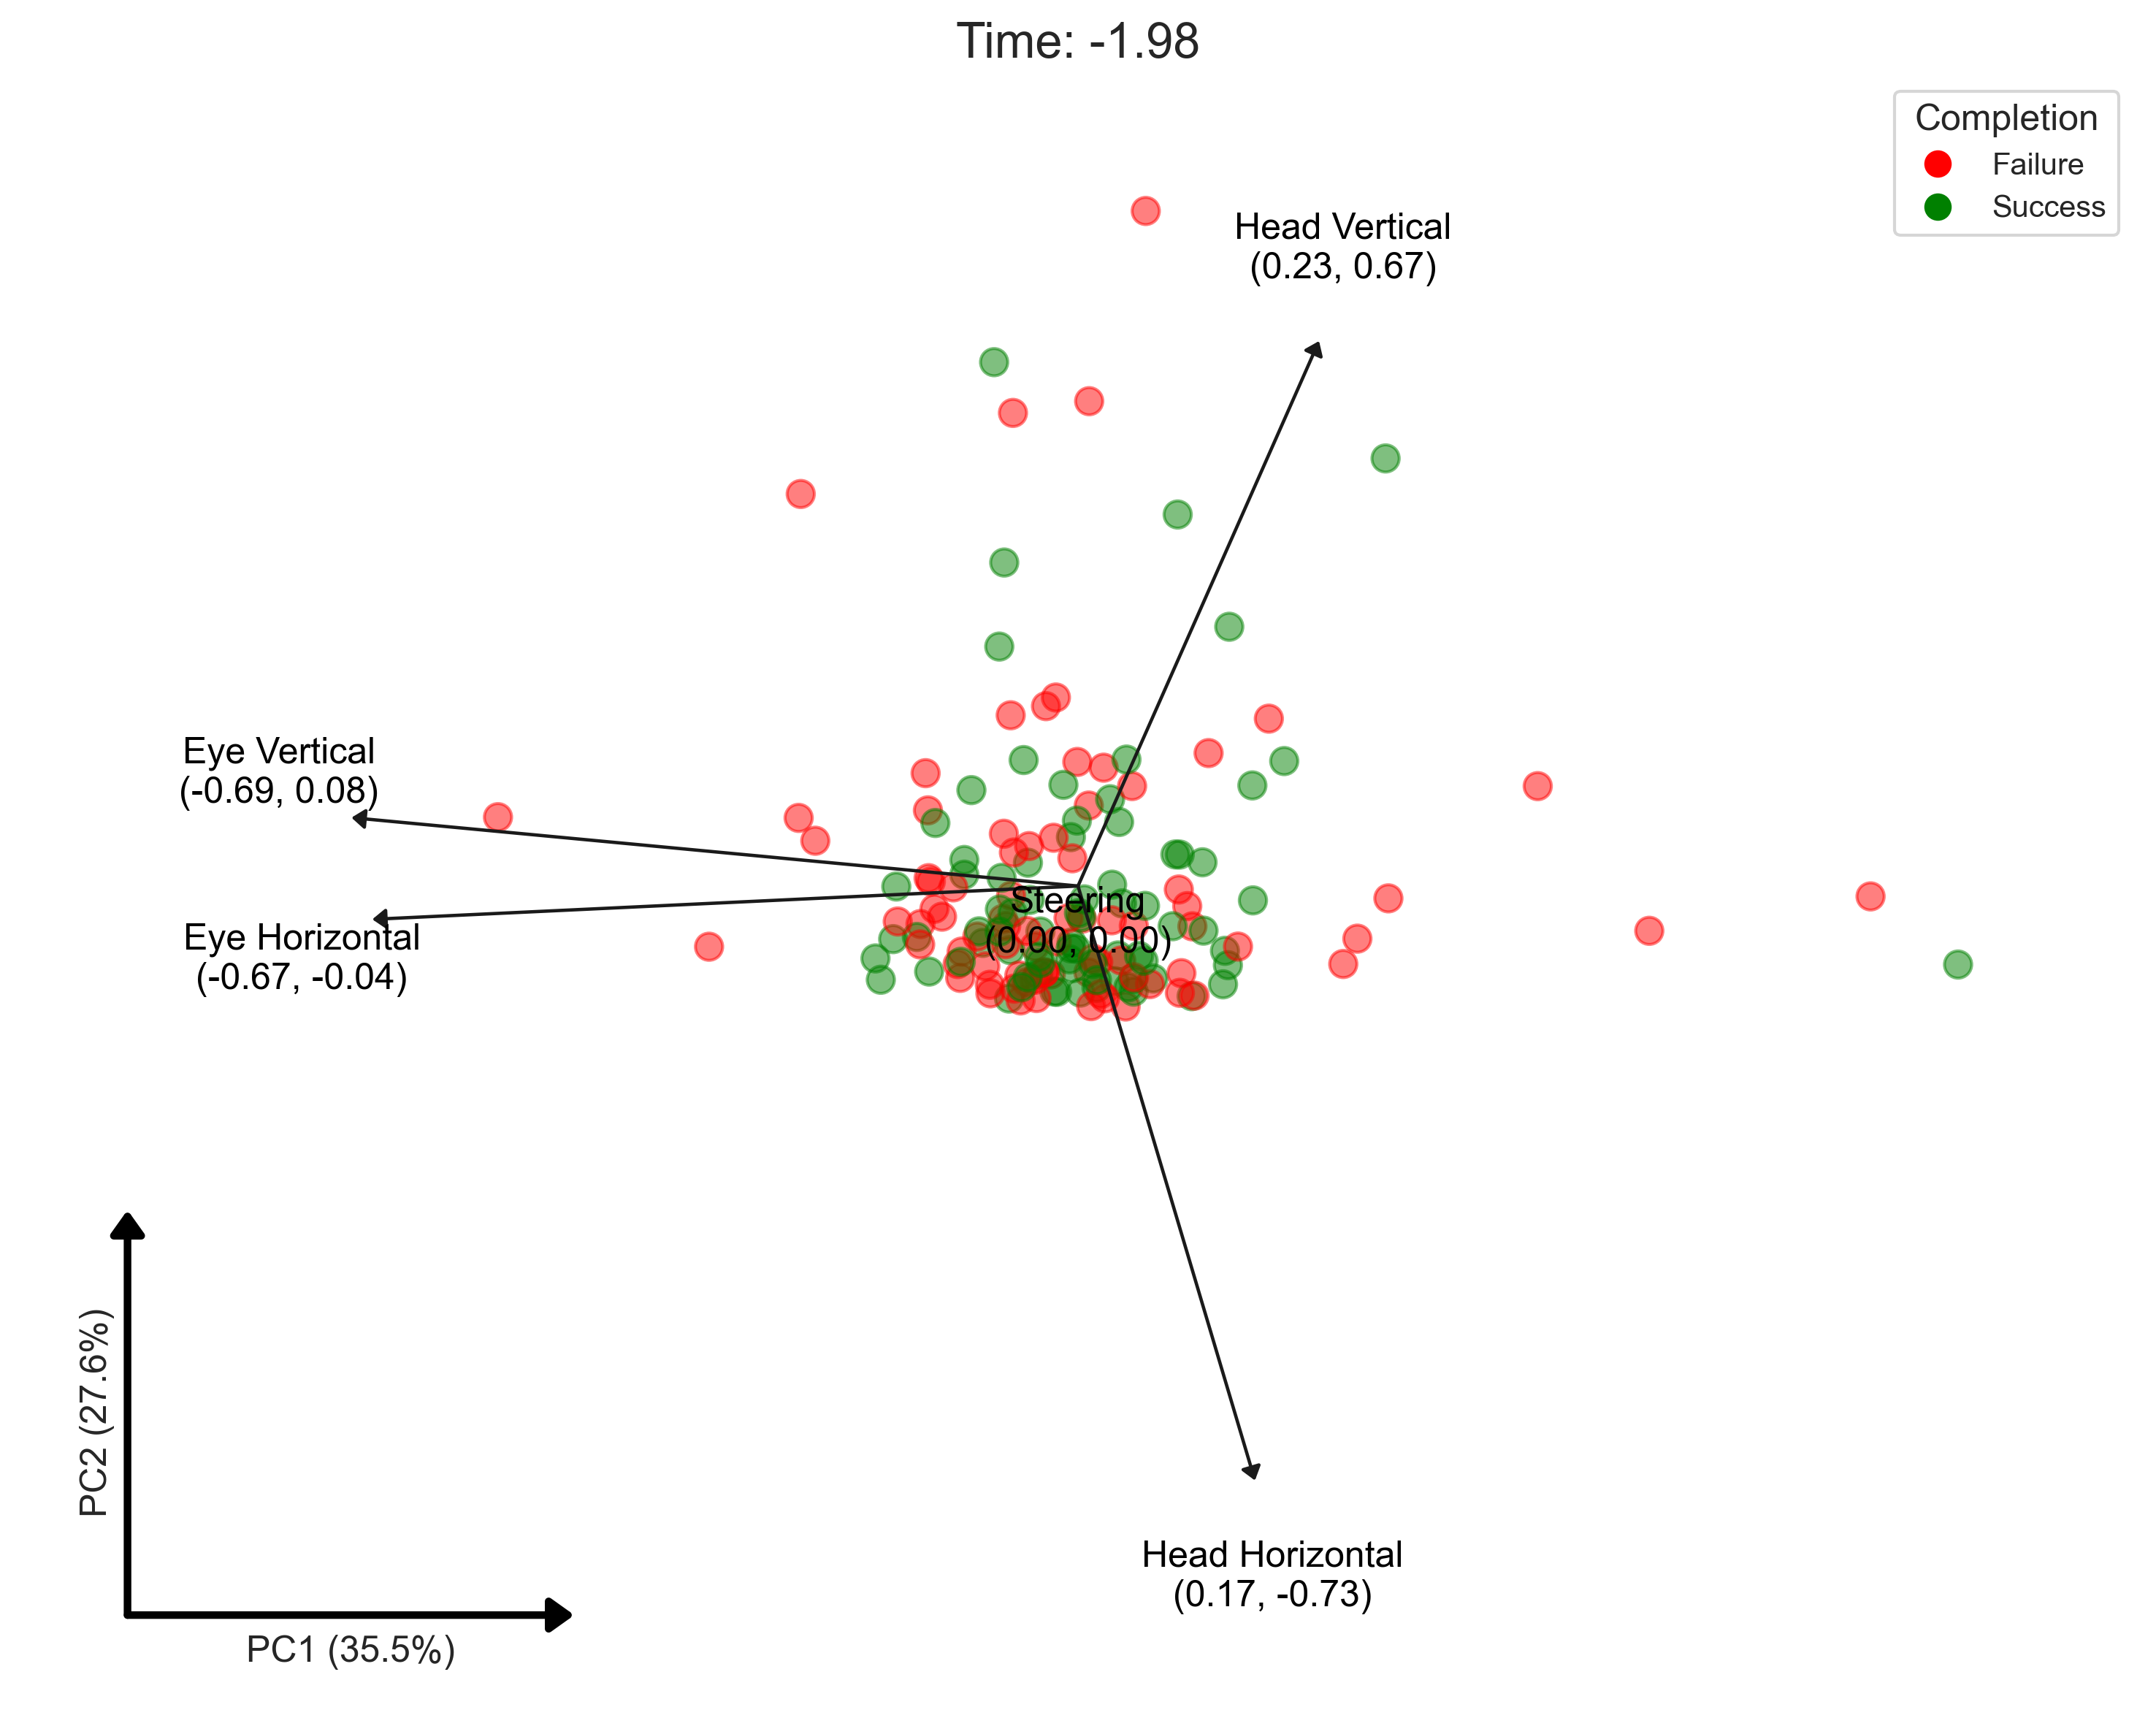 Time: -1.98
Completion
Failure
Success
Head Vertical
(0.23, 0.67)
Eye Vertical
(-0.69, 0.08)
Steering
(0.00, 0.00)
Eye Horizontal
(-0.67, -0.04)
Head Horizontal
(0.17, -0.73)
PC2 (27.6%)
PC1 (35.5%)